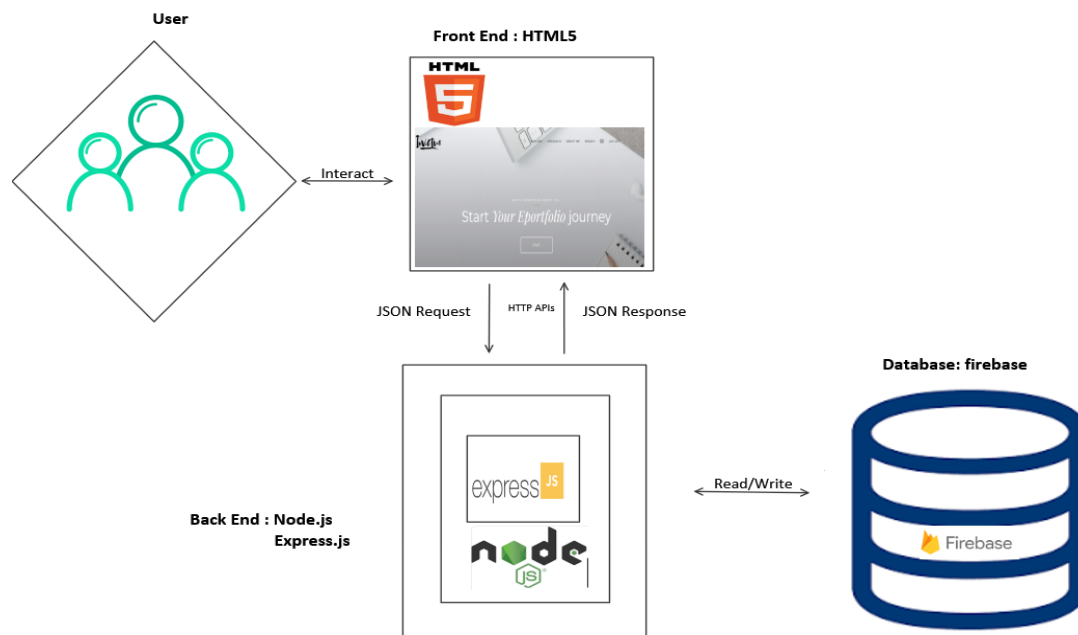 User
Front End : HTML5
HTML
5
Start Your Eportfolio journey
Interact
JSON Request
HTTP APIs
JSON Response
Database: firebase
express JS
Read/Write
Back End : Node.js
Express.js
node
JS
Firebase